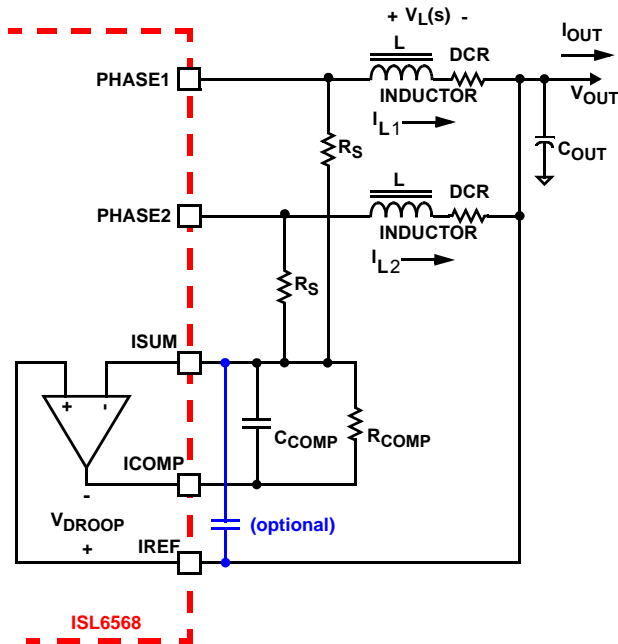 + VL(s) -
L
DCR
IOUT
PHASE1
INDUCTOR
VOUT
IL1
COUT
RS
L
DCR
PHASE2
INDUCTOR
IL2
RS
ISUM
+ -
CCOMP
RCOMP
ICOMP
-
VDROOP
(optional)
+
IREF
ISL6568